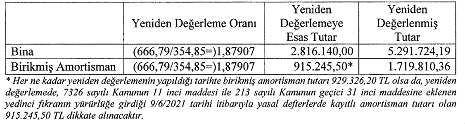 Yeniden Değerleme Oranı Yeniden Değerlemeye Esas Tutar Yeniden Değerlenmiş Tutar
Bina (666,79/354,85=)1,87907 2.816.140,00 5.291.724,19
Birikmiş Amortisman (666,79/354,85=)1,87907 915.245,50* 1.719.810,36
* Her ne kadar yeniden değerlemenin yapıldığı tarihte birikmiş amortisman tutarı 929.326,20 TL olsa da, yeniden
değerlemede, 7326 sayılı Kanunun 11 inci maddesi ile 213 sayılı Kanunun geçici 31 inci maddesine eklenen
yedinci fıkranın yürürlüğe girdiği 9/6/2021 tarihi itibarıyla yasal defterlerde kayıtlı amortisman tutarı olan
915.245,50 TL dikkate alınacaktır.